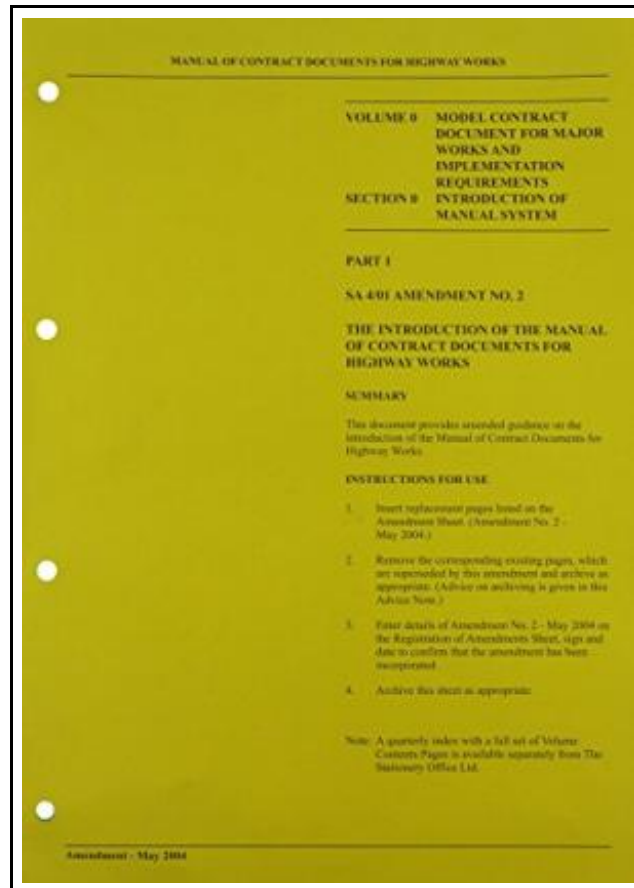 MANUAL OF CONTRACT DOCUMENTS FOR HIGHWAY WORKS
VOLUME 0 MODEL CONTRACT
DOCUMENT FOR MAJOR
WORKS AND
IMPLEMENTATION
REQUIREMENTS
SECTION 0 INTRODUCTION OF
MANUAL SYSTEM
PART 1
SA 4/01 AMENDMENT NO. 2
THE INTRODUCTION OF THE MANUAL
OF CONTRACT DOCUMENTS FOR
HIGHWAY WORKS
SUMMARY
This document provides amended guidance on the
introduction of the Manual of Contract Documents for
Highway Works.
INSTRUCTIONS FOR USE
1. Insert replacement pages listed on the
Amendment Sheet. (Amendment No. 2 -
May 2004.)
2. Remove the corresponding existing pages, which
are superseded by this amendment and archive as
appropriate. (Advice on archiving is given in this
Advice Note.)
3. Enter details of Amendment No. 2 - May 2004 on
the Registration of Amendments Sheet, sign and
date to confirm that the amendment has been
incorporated.
4. Archive this sheet as appropriate.
Note: A quarterly index with a full set of Volume
Contents Pages is available separately from The
Stationery Office Ltd.
Amendment - May 2004